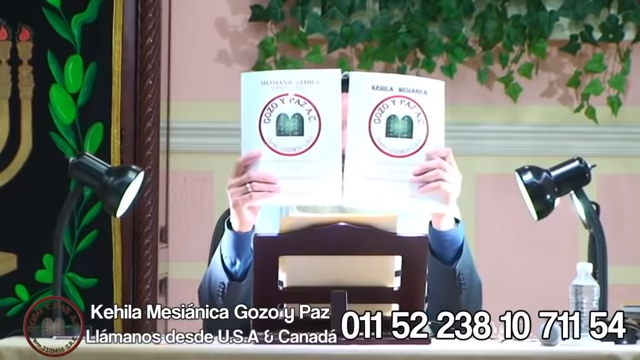 GOZO Y PAZ A.C.
KEHILA MESIANICA
GOZO Y PAZ A.C.
Kehila Mesiánica Gozo y Paz
Llámanos desde U.S.A & Canadá
011 52 238 10 711 54